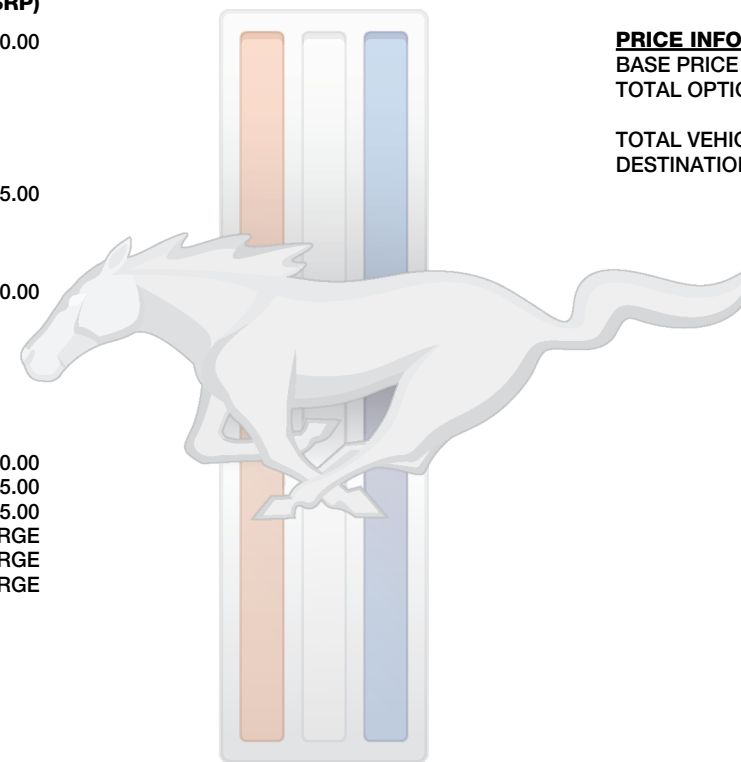 SRP)
0.00
5.00
0.00
0.00
5.00
5.00
RGE
RGE
RGE
PRICE INFO
BASE PRICE
TOTAL OPTIO
TOTAL VEHIC
DESTINATION